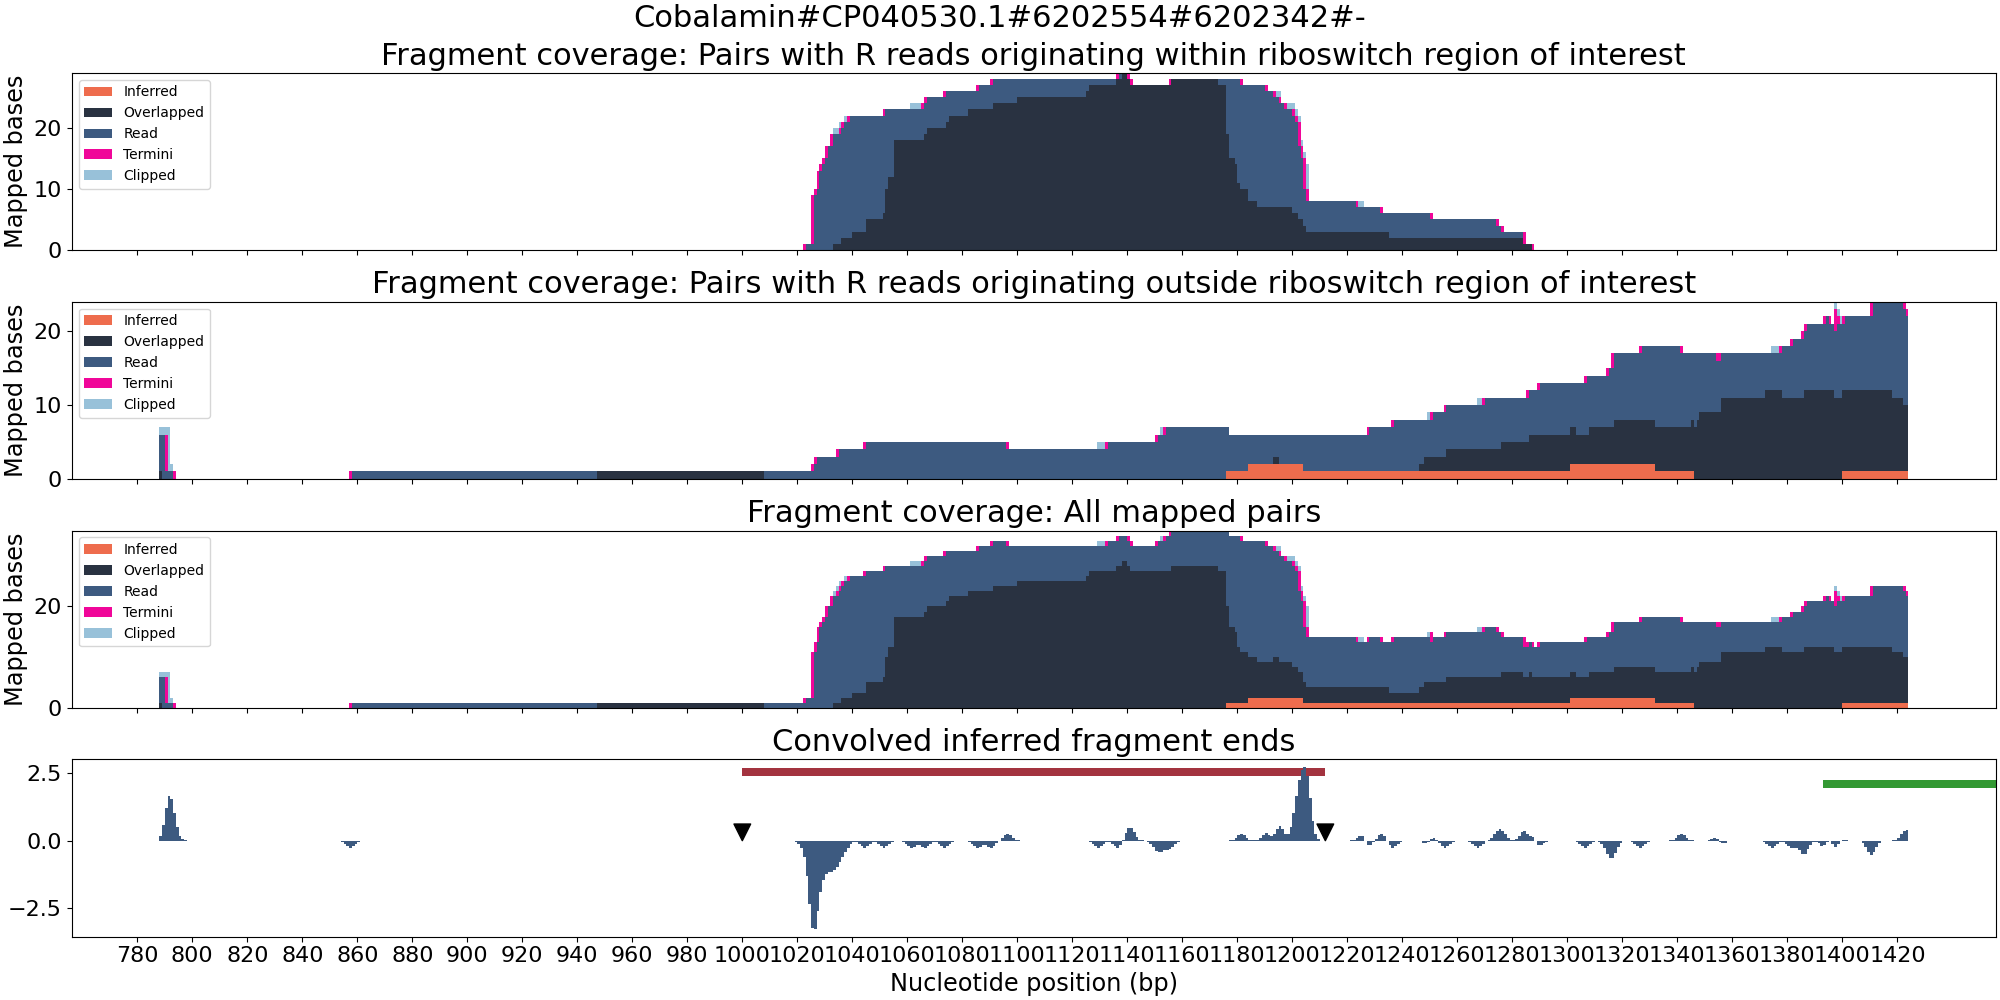 Cobalamin#CP040530.1#6202554#6202342#-
Fragment coverage: Pairs with R reads originating within riboswitch region of interest
Mapped bases
20
10
0
Inferred
Overlapped
Read
Termini
Clipped
Fragment coverage: Pairs with R reads originating outside riboswitch region of interest
Mapped bases
20
10
0
Inferred
Overlapped
Read
Termini
Clipped
Fragment coverage: All mapped pairs
Mapped bases
20
0
Inferred
Overlapped
Read
Termini
Clipped
Convolved inferred fragment ends
2.5
0.0
−2.5
780 800 820 840 860 880 900 920 940 960 980 1000 1020 1040 1060 1080 1100 1120 1140 1160 1180 1200 1220 1240 1260 1280 1300 1320 1340 1360 1380 1400 1420
Nucleotide position (bp)